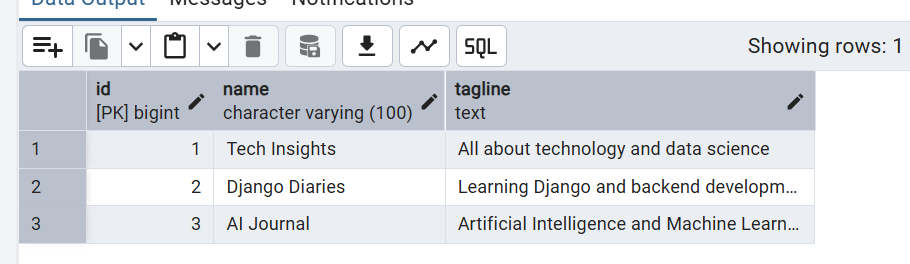 Data Output Messages Notifications
SQL
Showing rows: 1
id name tagline
[PK] bigint character varying (100) text
1 1 Tech Insights All about technology and data science
2 2 Django Diaries Learning Django and backend developm...
3 3 AI Journal Artificial Intelligence and Machine Learn...